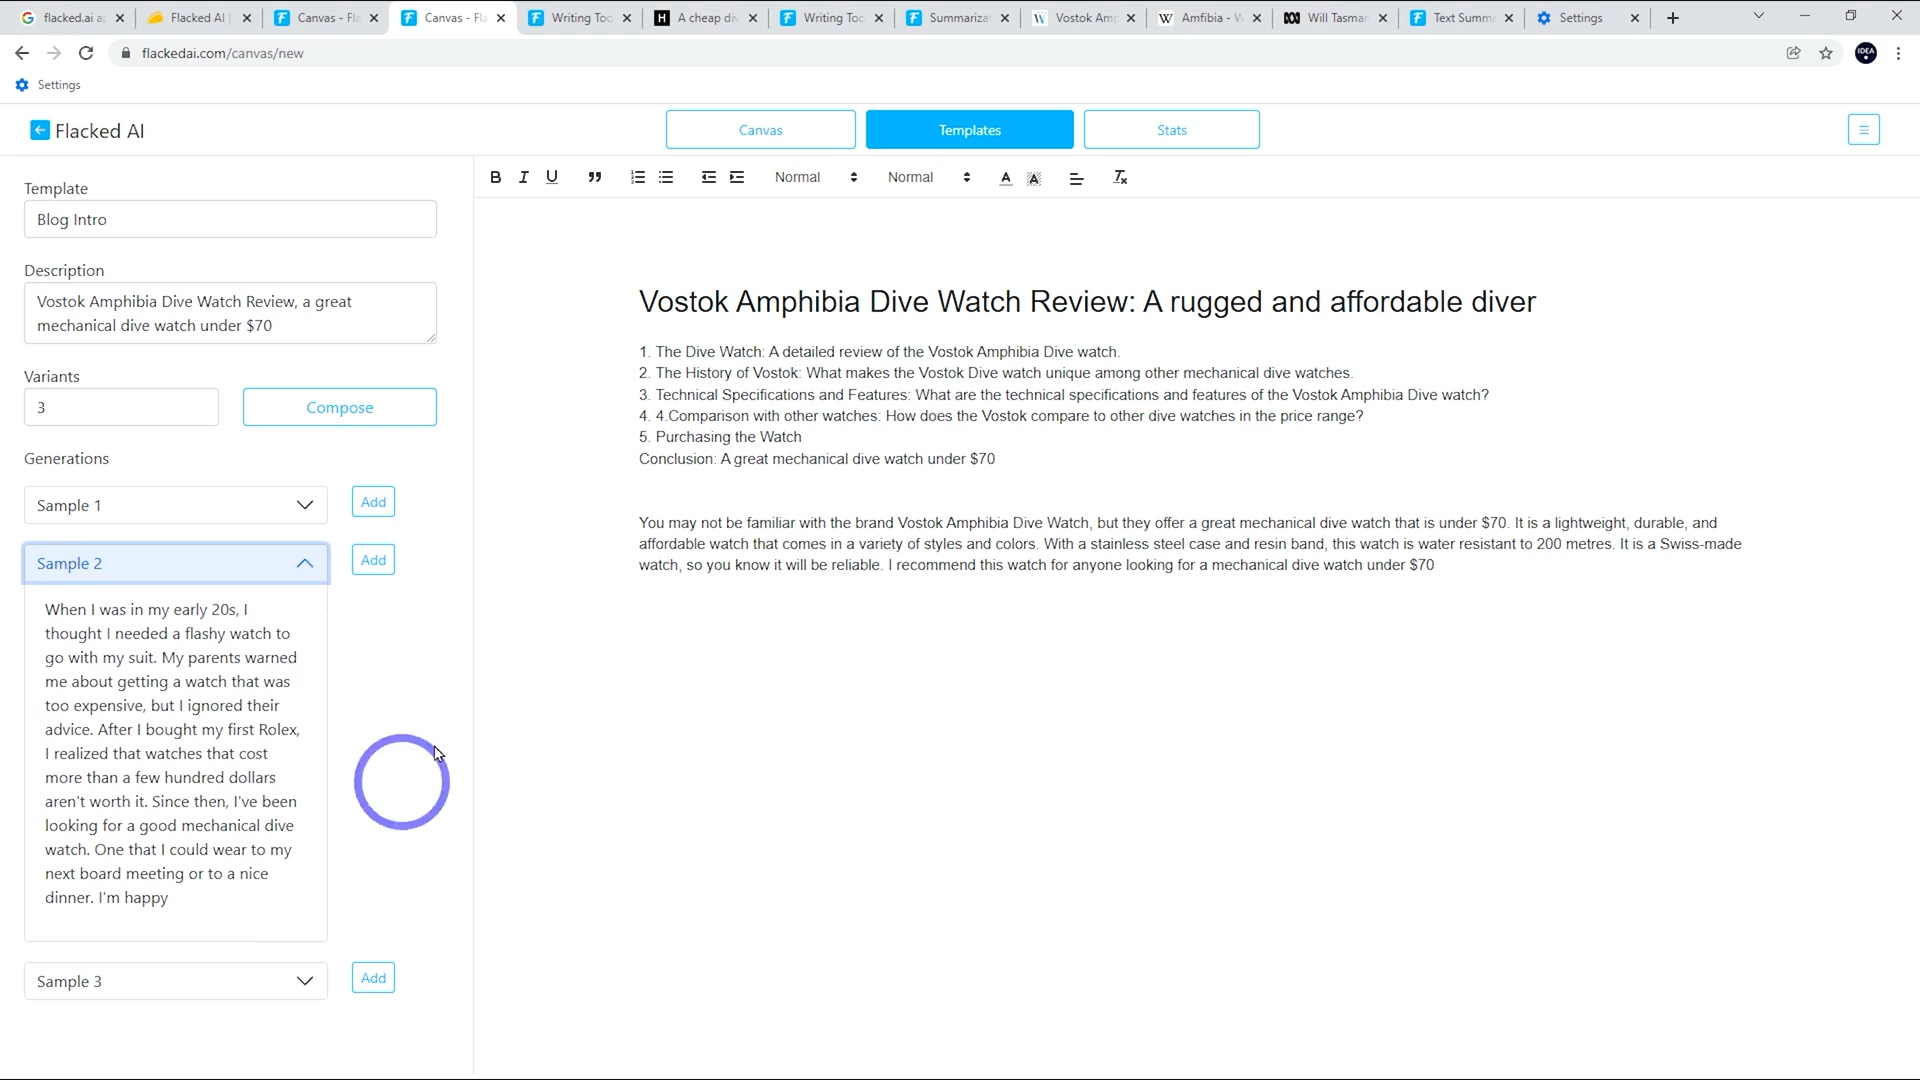 flacked.ai ap
Flacked AI |
Canvas - Fla
Canvas - Fla
Writing Too
A cheap div
Writing Too
Summarizat
Vostok Amp
Amfibia - W
Will Tasman
Text Summa
Settings
flackedai.com/canvas/new
IDEA
Settings
Flacked AI
Canvas
Templates
Stats
B I U Normal Normal A A
Template
Blog Intro
Description
Vostok Amphibia Dive Watch Review, a great
mechanical dive watch under $70
Variants
3
Compose
Generations
Sample 1
Add
Sample 2
Add
When I was in my early 20s, I
thought I needed a flashy watch to
go with my suit. My parents warned
me about getting a watch that was
too expensive, but I ignored their
advice. After I bought my first Rolex,
I realized that watches that cost
more than a few hundred dollars
aren't worth it. Since then, I've been
looking for a good mechanical dive
watch. One that I could wear to my
next board meeting or to a nice
dinner. I'm happy
Sample 3
Add
Vostok Amphibia Dive Watch Review: A rugged and affordable diver
1. The Dive Watch: A detailed review of the Vostok Amphibia Dive watch.
2. The History of Vostok: What makes the Vostok Dive watch unique among other mechanical dive watches.
3. Technical Specifications and Features: What are the technical specifications and features of the Vostok Amphibia Dive watch?
4. 4.Comparison with other watches: How does the Vostok compare to other dive watches in the price range?
5. Purchasing the Watch
Conclusion: A great mechanical dive watch under $70
You may not be familiar with the brand Vostok Amphibia Dive Watch, but they offer a great mechanical dive watch that is under $70. It is a lightweight, durable, and
affordable watch that comes in a variety of styles and colors. With a stainless steel case and resin band, this watch is water resistant to 200 metres. It is a Swiss-made
watch, so you know it will be reliable. I recommend this watch for anyone looking for a mechanical dive watch under $70